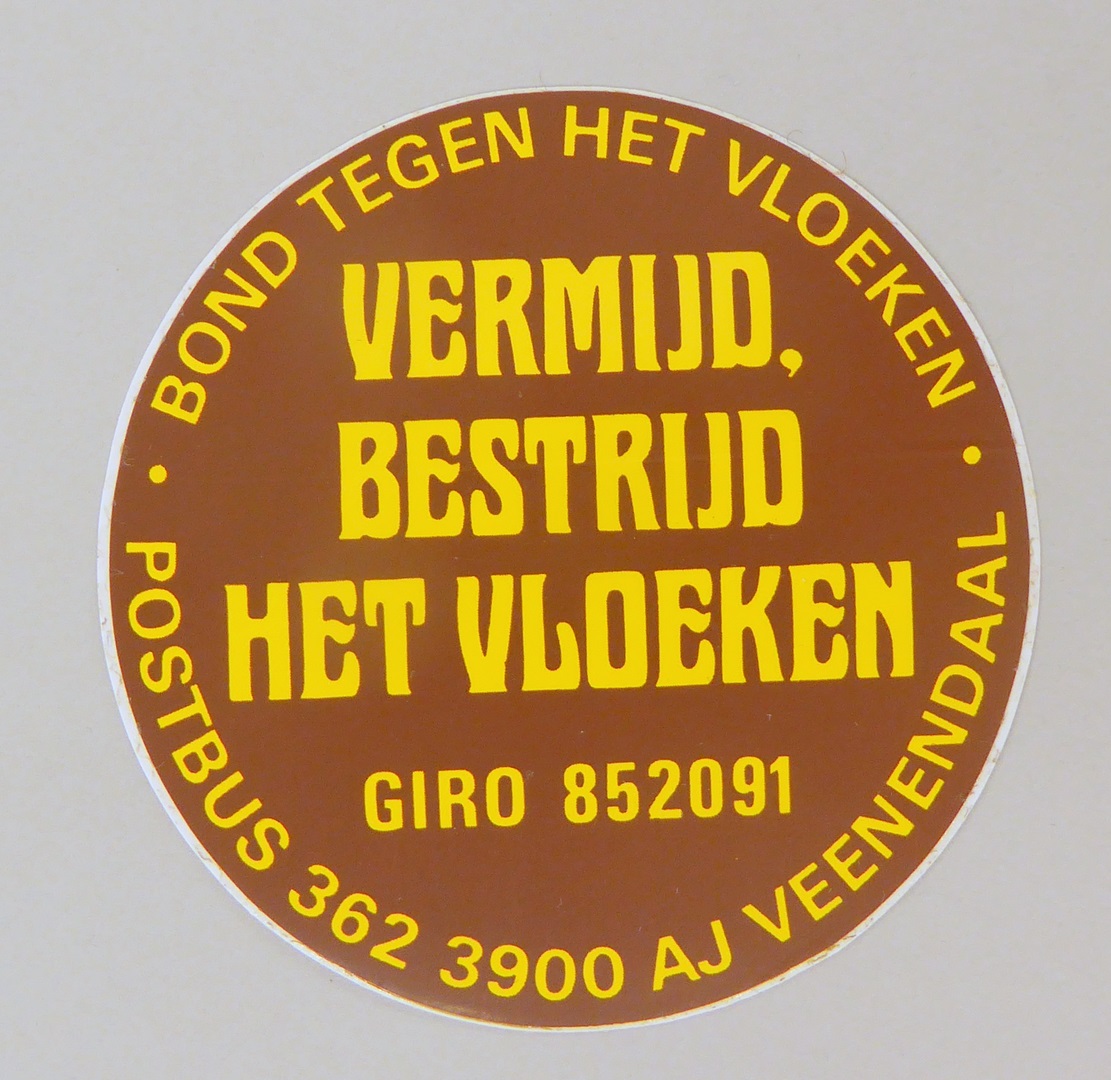 BOND TEGEN HET VLOEKEN
VERMIJD,
BESTRIJD
HET VLOEKEN
GIRO 852091
POSTBUS 362 3900 AJ VEENENDAAL